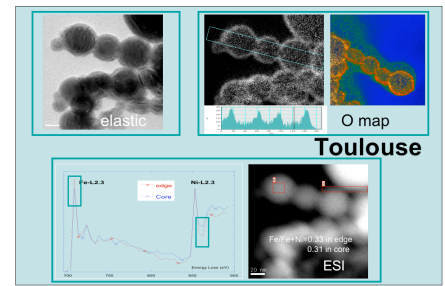 elastic
O map
Toulouse
Fe-L2.3
Ni-L2.3
edge
Core
700
Energy Loss (eV)
Fe/Fe+Ni=0.33 in edge
0.31 in core
20 nm
ESI